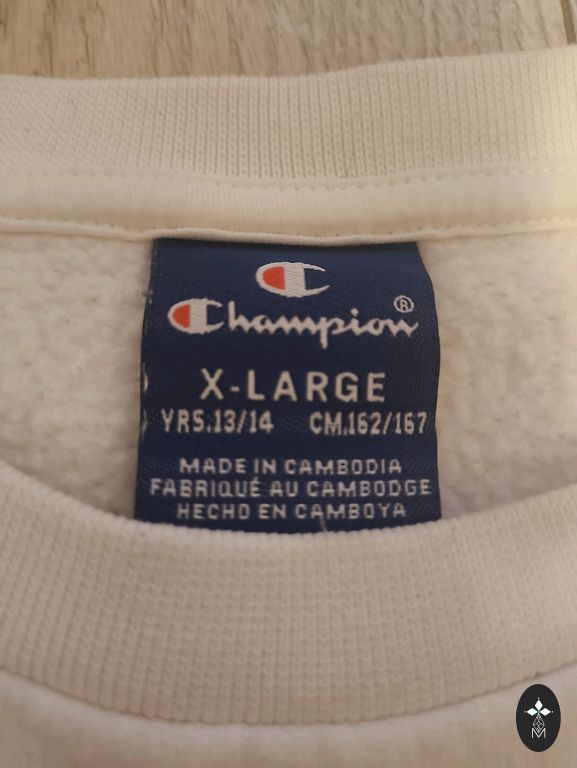 Champion®
X-LARGE
YRS.13/14 CM.162/167
MADE IN CAMBODIA
FABRIQUÉ AU CAMBODGE
HECHO EN CAMBOYA